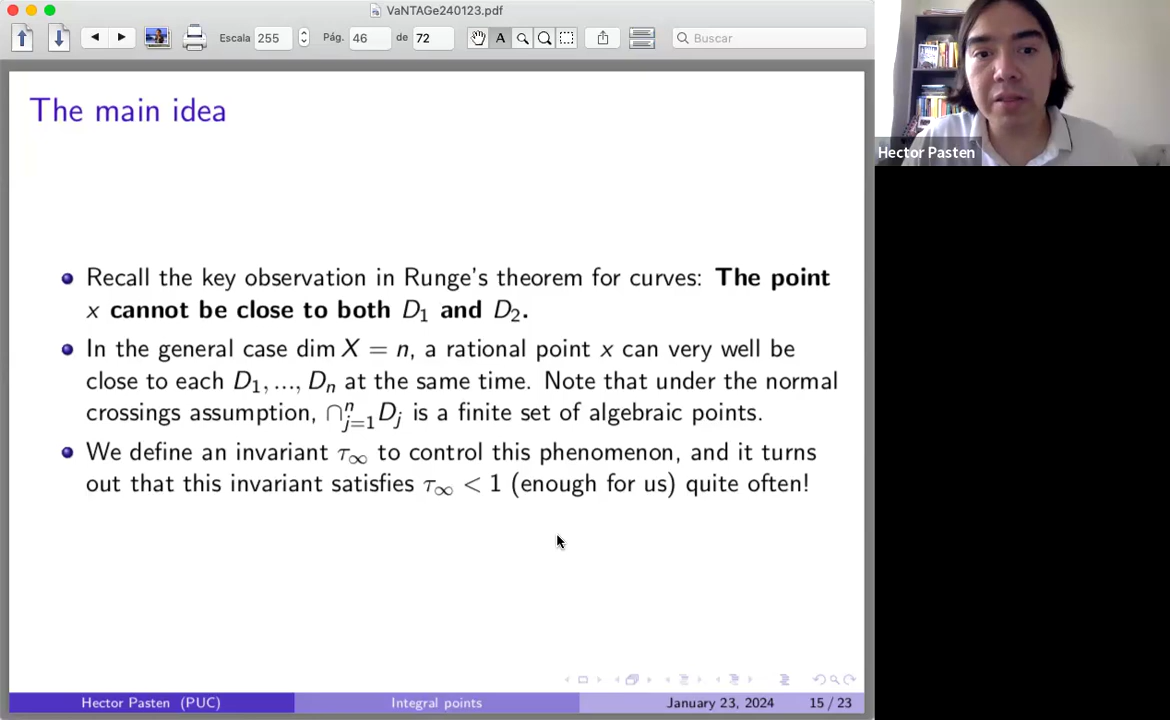 VaNTAGe240123.pdf
Escala 255 Pág. 46 de 72 A Buscar
The main idea
Recall the key observation in Runge's theorem for curves: The point
x cannot be close to both D₁ and D₂.
In the general case dim X = n, a rational point x can very well be
close to each D₁, ..., Dₙ at the same time. Note that under the normal
crossings assumption, ∩ⁿⱼ₌₁Dⱼ is a finite set of algebraic points.
We define an invariant τ∞ to control this phenomenon, and it turns
out that this invariant satisfies τ∞ < 1 (enough for us) quite often!
Hector Pasten (PUC) Integral points January 23, 2024 15 / 23
Hector Pasten